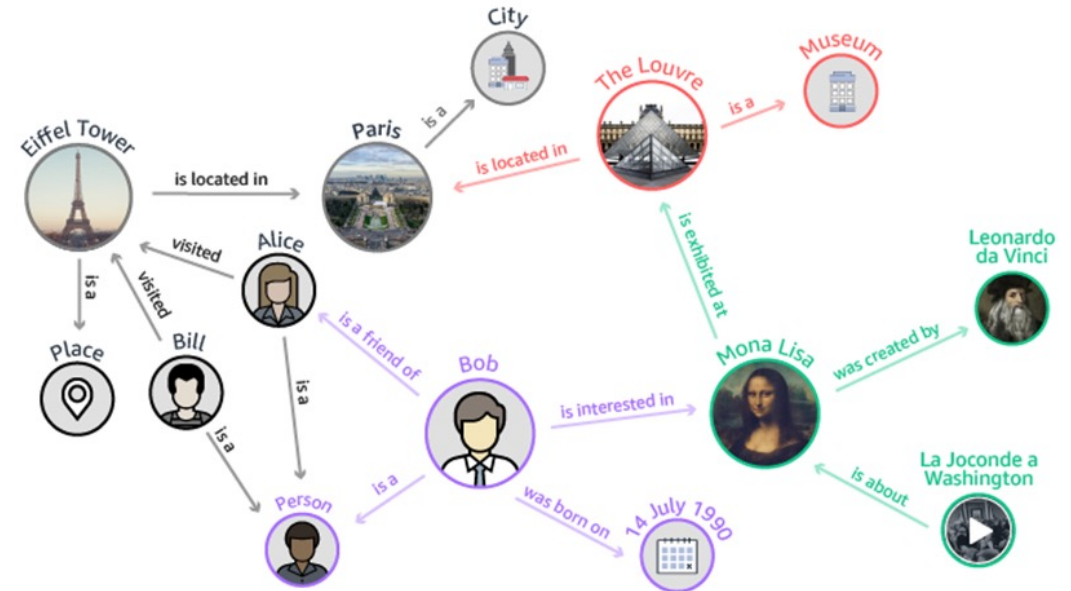 City
The Louvre
Museum
is a
is a
Eiffel Tower
Paris
is located in
is located in
visited
Alice
is exhibited at
Leonardo
da Vinci
is a
visited
Place
Bill
is a friend of
Bob
Mona Lisa
was created by
is a
is interested in
is a
is a
La Joconde a
Washington
is about
Person
was born on
14 July 1990